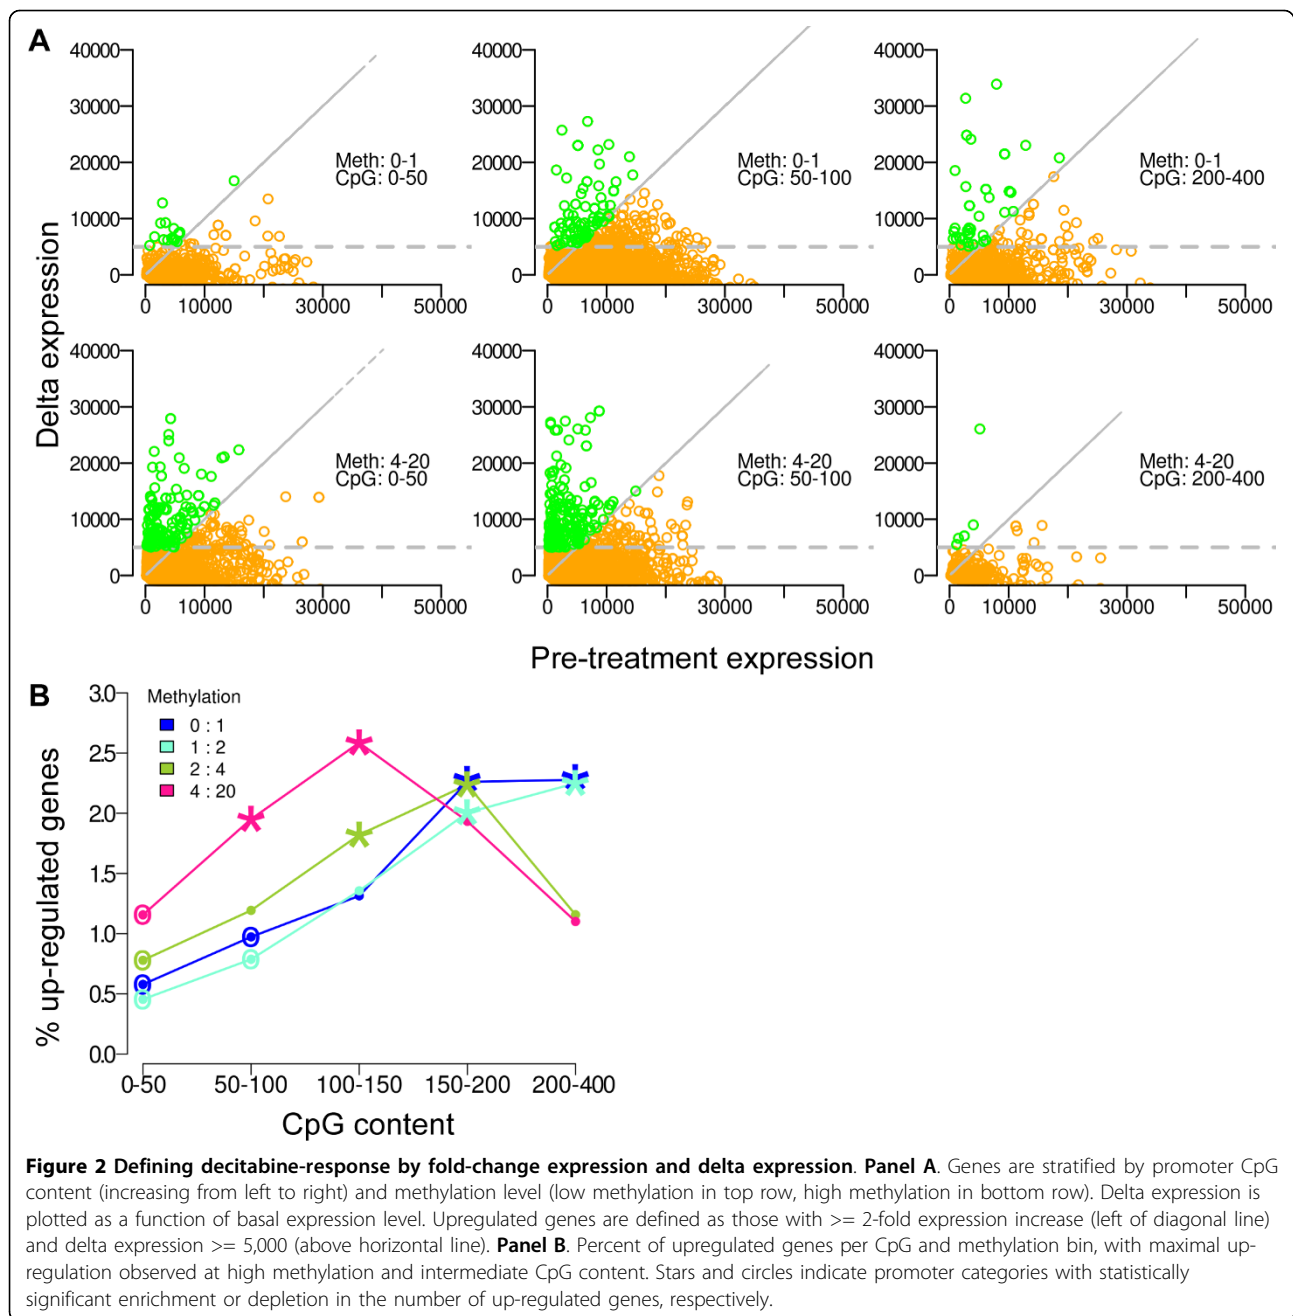 A
40000
30000
20000
10000
0
Meth: 0-1
CpG: 0-50
0 10000 30000 50000
40000
30000
20000
10000
0
Meth: 0-1
CpG: 50-100
0 10000 30000 50000
40000
30000
20000
10000
0
Meth: 0-1
CpG: 200-400
0 10000 30000 50000
Delta expression
40000
30000
20000
10000
0
Meth: 4-20
CpG: 0-50
0 10000 30000 50000
40000
30000
20000
10000
0
Meth: 4-20
CpG: 50-100
0 10000 30000 50000
40000
30000
20000
10000
0
Meth: 4-20
CpG: 200-400
0 10000 30000 50000
Pre-treatment expression
B
% up-regulated genes
3.0
2.5
2.0
1.5
1.0
0.5
0.0
Methylation
0 : 1
1 : 2
2 : 4
4 : 20
0-50 50-100 100-150 150-200 200-400
CpG content
Figure 2 Defining decitabine-response by fold-change expression and delta expression. Panel A. Genes are stratified by promoter CpG
content (increasing from left to right) and methylation level (low methylation in top row, high methylation in bottom row). Delta expression is
plotted as a function of basal expression level. Upregulated genes are defined as those with >= 2-fold expression increase (left of diagonal line)
and delta expression >= 5,000 (above horizontal line). Panel B. Percent of upregulated genes per CpG and methylation bin, with maximal up-
regulation observed at high methylation and intermediate CpG content. Stars and circles indicate promoter categories with statistically
significant enrichment or depletion in the number of up-regulated genes, respectively.